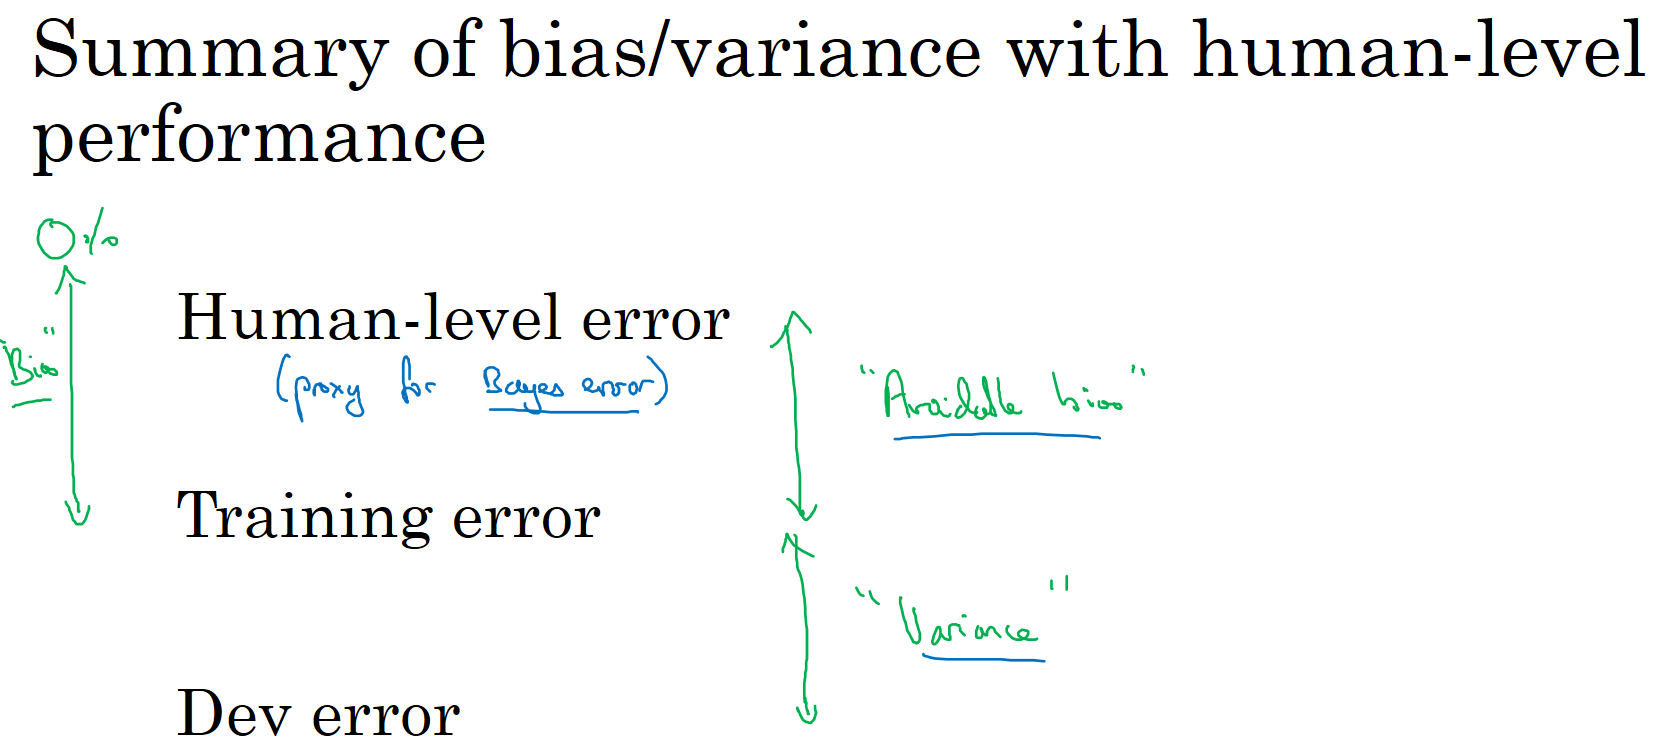 Summary of bias/variance with human-level
performance
0%
"Bias"
Human-level error
(proxy for Bayes error)
"Avoidable bias"
Training error
"Variance"
Dev error